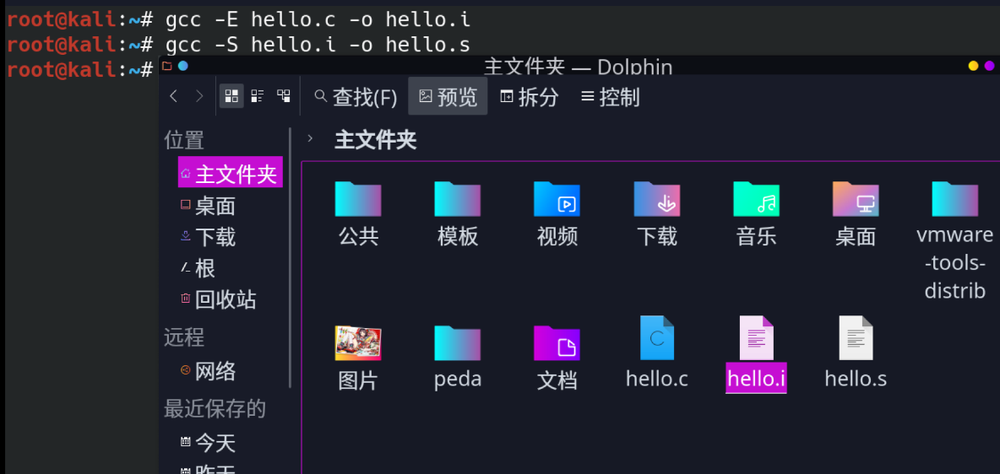 root@kali:~# gcc -E hello.c -o hello.i
root@kali:~# gcc -S hello.i -o hello.s
root@kali:~#
主文件夹 — Dolphin
查找(F) 预览 拆分 控制
位置
主文件夹
桌面
下载
根
回收站
远程
网络
最近保存的
今天
昨天
主文件夹
公共 模板 视频 下载 音乐 桌面 vmware
-tools-
distrib
图片 peda 文档 hello.c hello.i hello.s